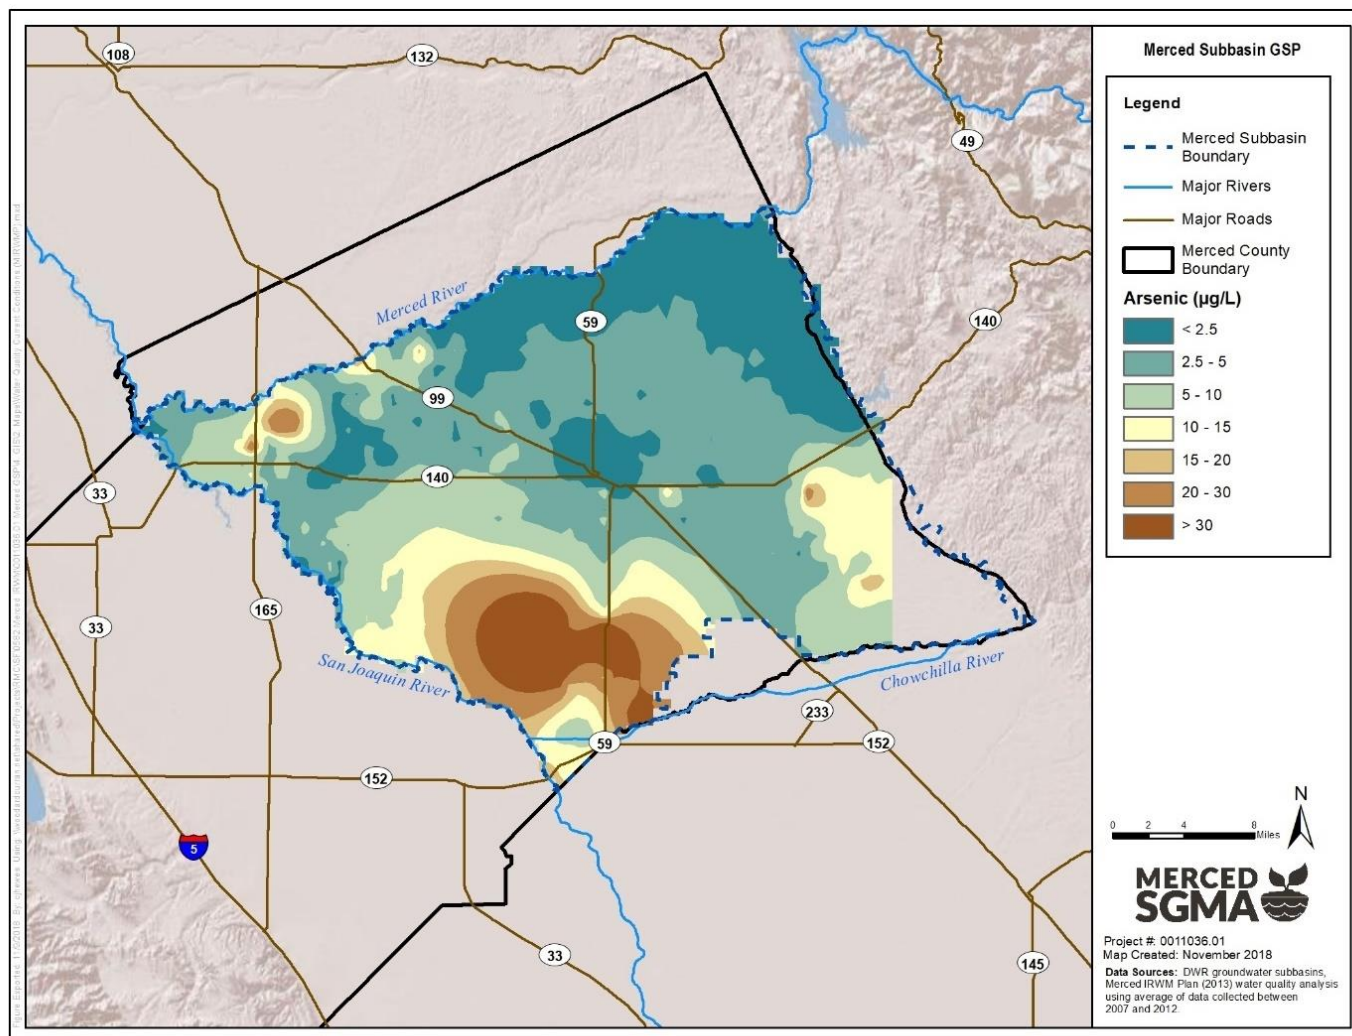 Merced Subbasin GSP
Legend
Merced Subbasin
Boundary
Major Rivers
Major Roads
Merced County
Boundary
Arsenic (µg/L)
< 2.5
2.5 - 5
5 - 10
10 - 15
15 - 20
20 - 30
> 30
108
132
49
Merced River
59
140
99
140
33
165
33
San Joaquin River
Chowchilla River
233
59
152
152
5
33
145
N
0 2 4 8
Miles
MERCED
SGMA
Project #: 0011036.01
Map Created: November 2018
Data Sources: DWR groundwater subbasins,
Merced IRWM Plan (2013) water quality analysis
using average of data collected between
2007 and 2012.